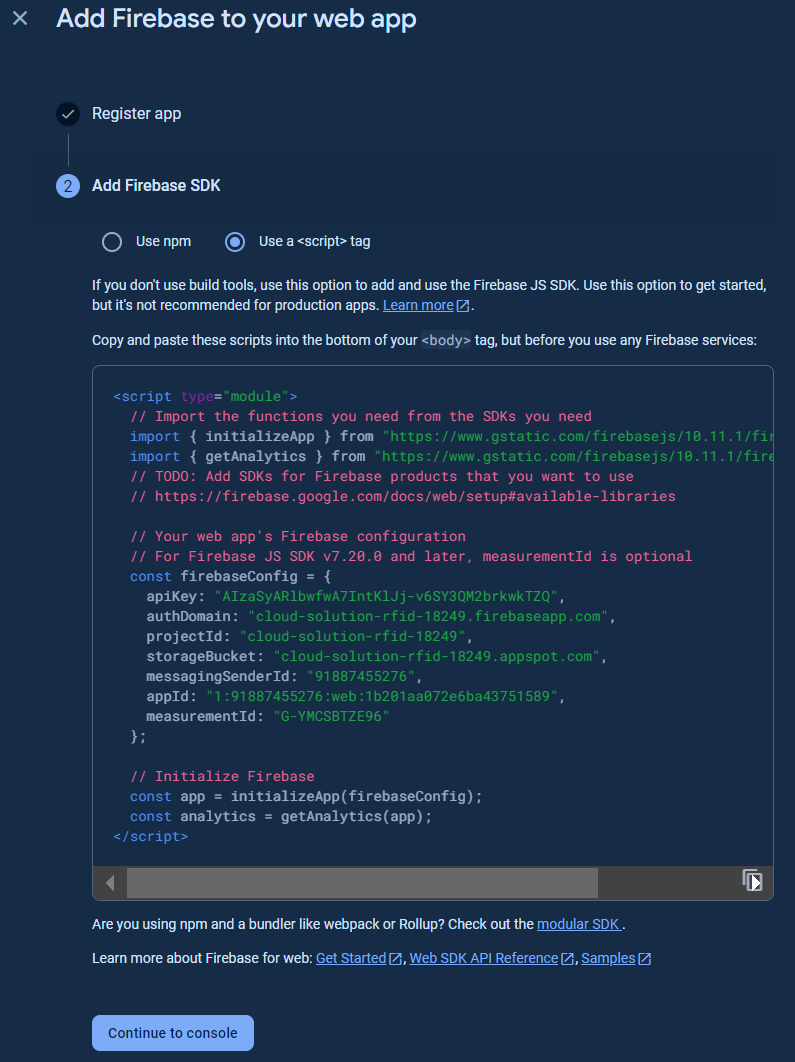 Add Firebase to your web app
Register app
2 Add Firebase SDK
Use npm Use a <script> tag
If you don't use build tools, use this option to add and use the Firebase JS SDK. Use this option to get started,
but it's not recommended for production apps. Learn more.
Copy and paste these scripts into the bottom of your <body> tag, but before you use any Firebase services:
<script type="module">
// Import the functions you need from the SDKs you need
import { initializeApp } from "https://www.gstatic.com/firebasejs/10.11.1/fir
import { getAnalytics } from "https://www.gstatic.com/firebasejs/10.11.1/fire
// TODO: Add SDKs for Firebase products that you want to use
// https://firebase.google.com/docs/web/setup#available-libraries
// Your web app's Firebase configuration
// For Firebase JS SDK v7.20.0 and later, measurementId is optional
const firebaseConfig = {
apiKey: "AIzaSyARlbwfwA7IntKlJj-v6SY3QM2brkwkTZQ",
authDomain: "cloud-solution-rfid-18249.firebaseapp.com",
projectId: "cloud-solution-rfid-18249",
storageBucket: "cloud-solution-rfid-18249.appspot.com",
messagingSenderId: "91887455276",
appId: "1:91887455276:web:1b201aa072e6ba43751589",
measurementId: "G-YMCSBTZE96"
};
// Initialize Firebase
const app = initializeApp(firebaseConfig);
const analytics = getAnalytics(app);
</script>
Are you using npm and a bundler like webpack or Rollup? Check out the modular SDK .
Learn more about Firebase for web: Get Started, Web SDK API Reference, Samples
Continue to console